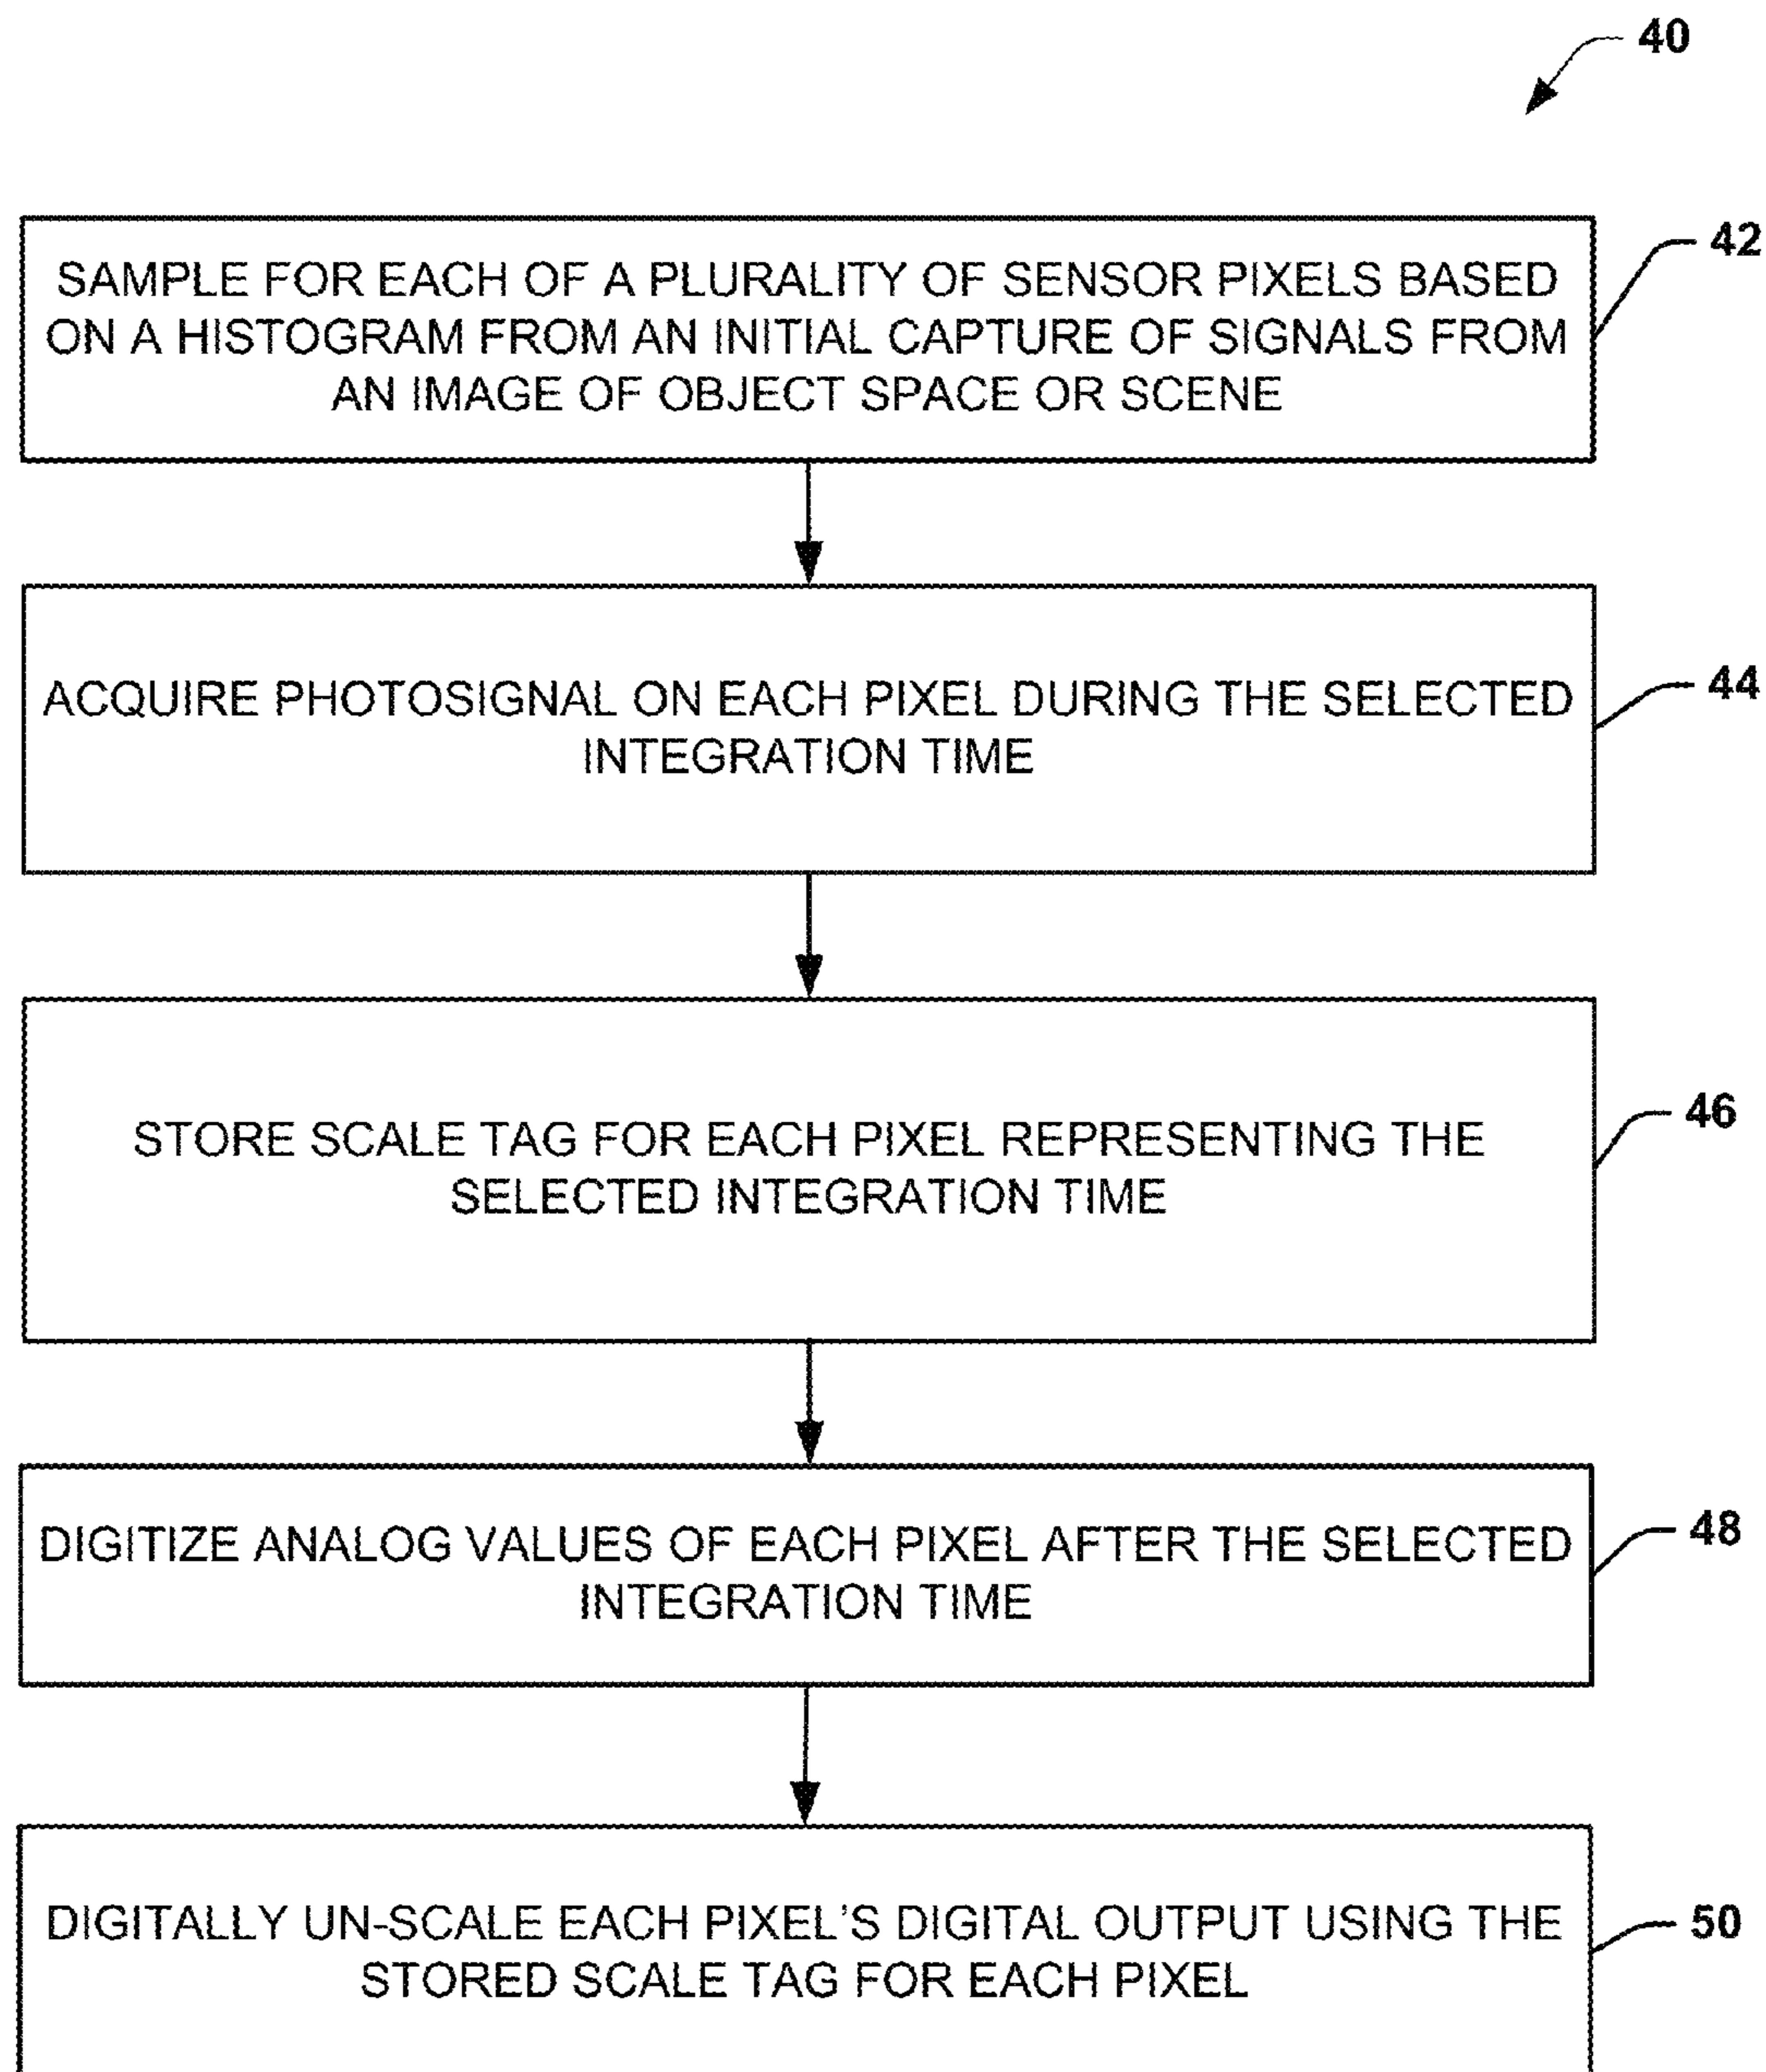 40
SAMPLE FOR EACH OF A PLURALITY OF SENSOR PIXELS BASED
ON A HISTOGRAM FROM AN INITIAL CAPTURE OF SIGNALS FROM
AN IMAGE OF OBJECT SPACE OR SCENE
42
ACQUIRE PHOTOSIGNAL ON EACH PIXEL DURING THE SELECTED
INTEGRATION TIME
44
STORE SCALE TAG FOR EACH PIXEL REPRESENTING THE
SELECTED INTEGRATION TIME
46
DIGITIZE ANALOG VALUES OF EACH PIXEL AFTER THE SELECTED
INTEGRATION TIME
48
DIGITALLY UN-SCALE EACH PIXEL'S DIGITAL OUTPUT USING THE
STORED SCALE TAG FOR EACH PIXEL
50